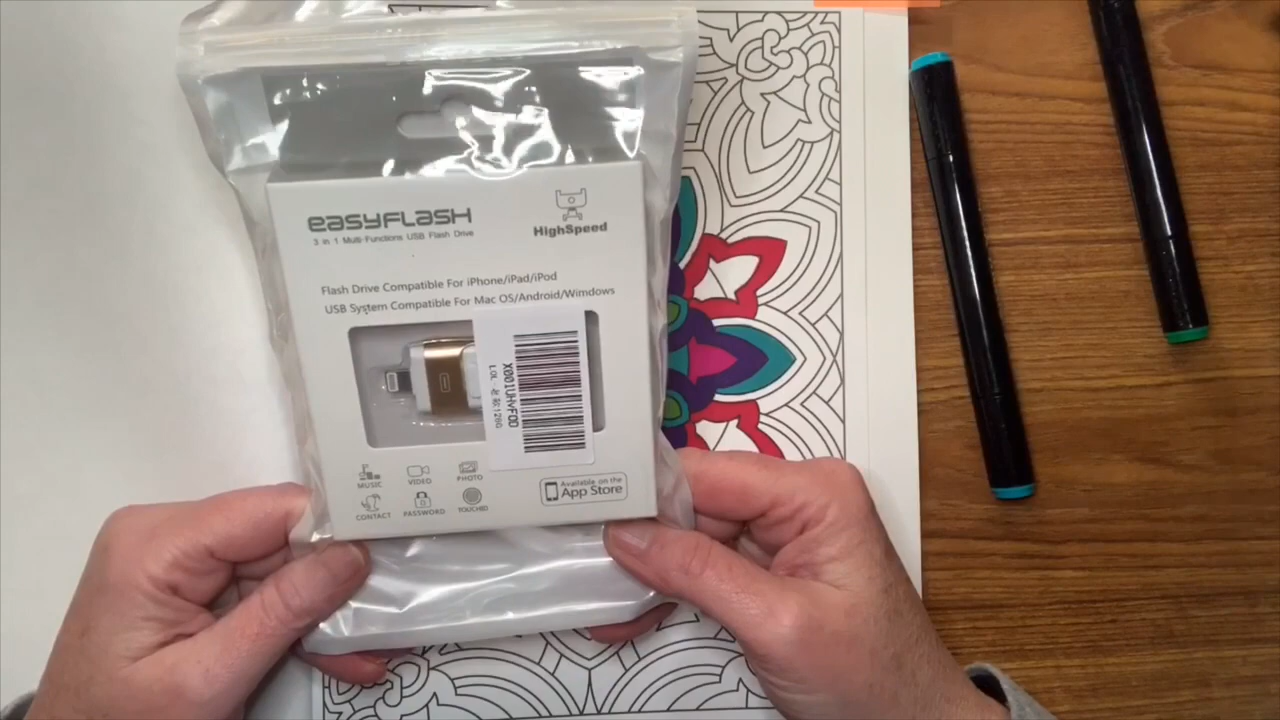 easyFLASH
3 in 1 Multi-Functions USB Flash Drive
HighSpeed
Flash Drive Compatible For iPhone/iPad/iPod
USB System Compatible For Mac OS/Android/Wimdows
X001UHVFOD
MUSIC
VIDEO
PHOTO
CONTACT
PASSWORD
TOUCHID
Available on the
App Store